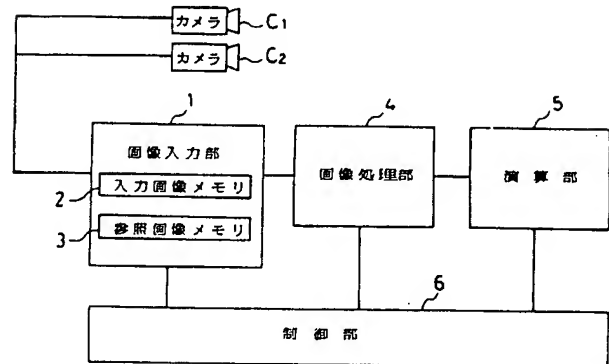 カメラ C1
カメラ C2
1
4
5
画像入力部
2 入力画像メモリ
3 参照画像メモリ
画像処理部
演算部
6
制御部